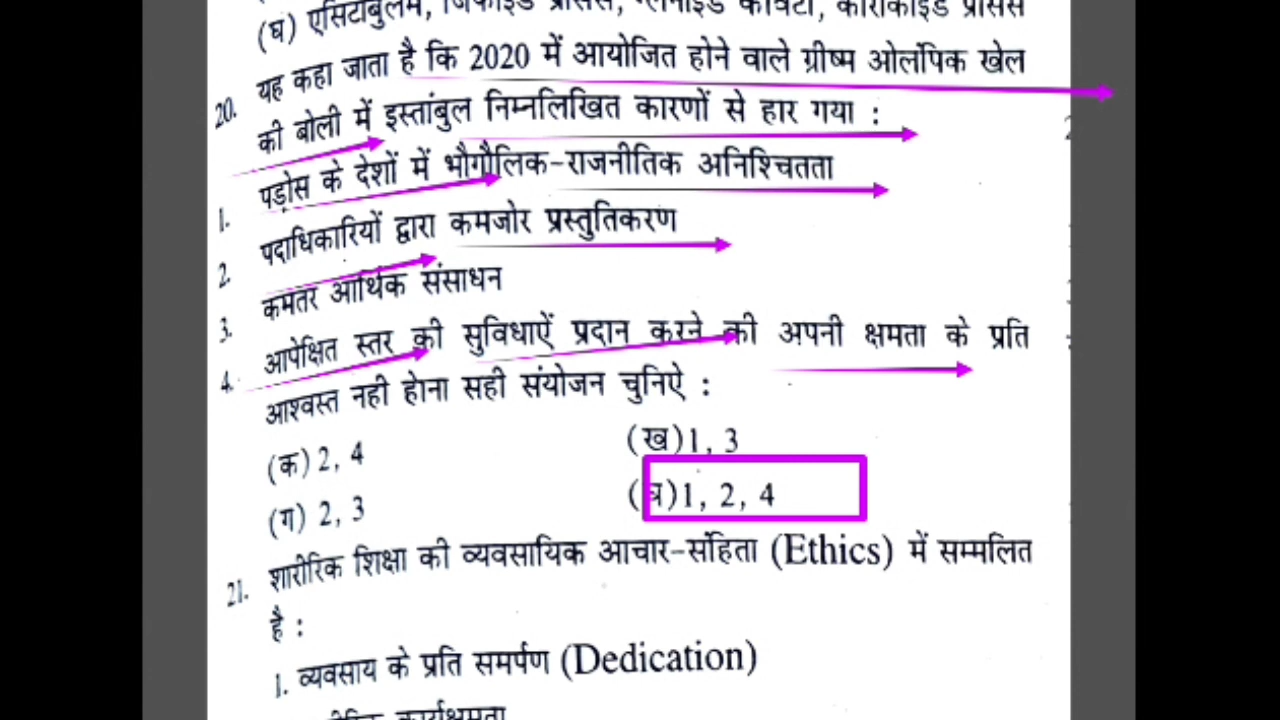 (घ) एसिटाबुलम,
20. यह कहा जाता है कि 2020 में आयोजित होने वाले ग्रीष्म ओलंपिक खेल
की बोली में इस्तांबुल निम्नलिखित कारणों से हार गया :
1. पड़ोस के देशों में भौगौलिक-राजनीतिक अनिश्चितता
2. पदाधिकारियों द्वारा कमजोर प्रस्तुतिकरण
3. कमतर आर्थिक संसाधन
4. आपेक्षित स्तर की सुविधाऐं प्रदान करने की अपनी क्षमता के प्रति
आश्वस्त नही होना सही संयोजन चुनिऐ :
(क) 2, 4 (ख) 1, 3
(ग) 2, 3 (घ) 1, 2, 4
21. शारीरिक शिक्षा की व्यवसायिक आचार-संहिता (Ethics) में सम्मलित
है :
1. व्यवसाय के प्रति समर्पण (Dedication)